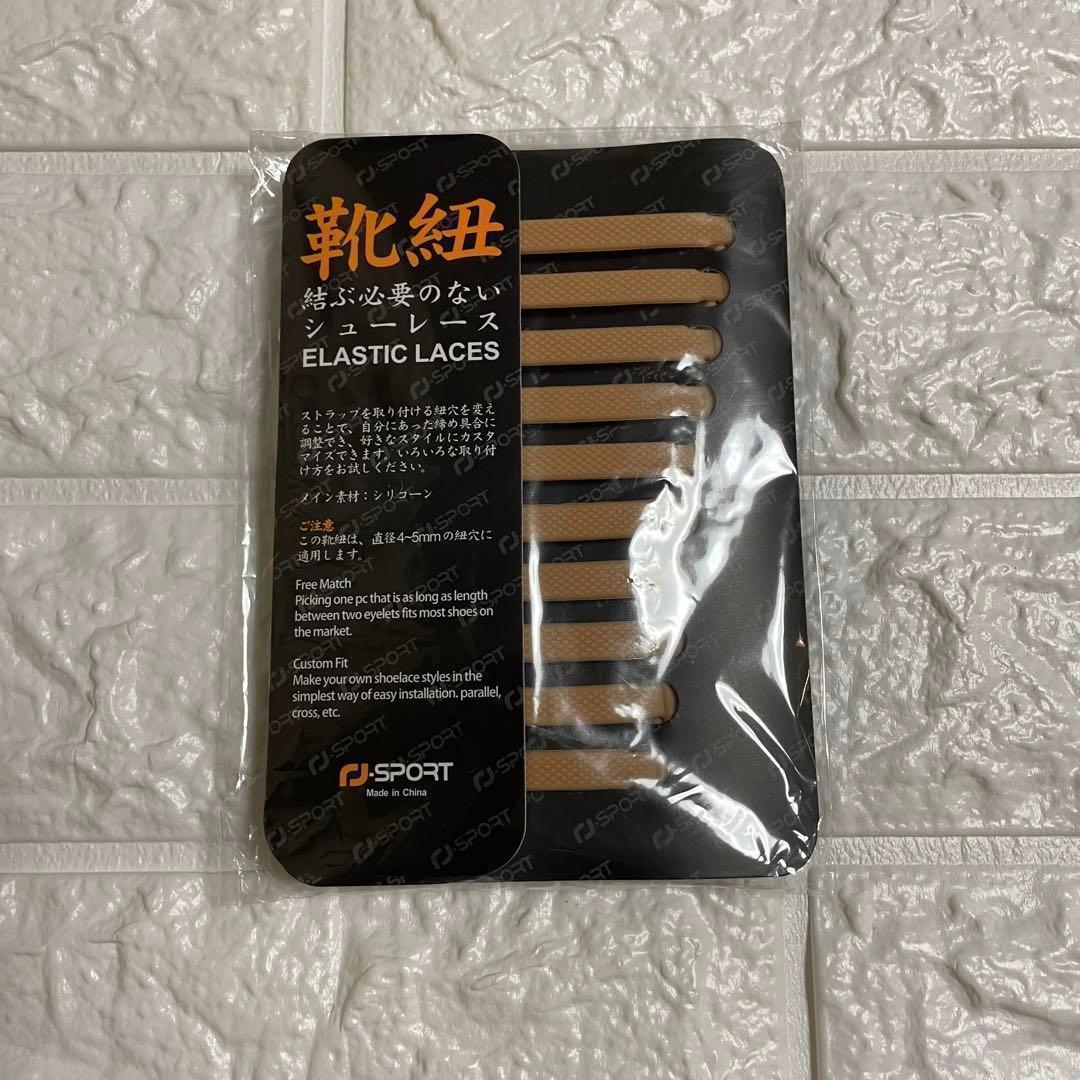 靴紐
結ぶ必要のない
シューレース
ELASTIC LACES
ストラップを取り付ける紐穴を変え
ることで、自分にあった締め具合に
調整でき、好きなスタイルにカスタ
マイズできます。いろいろな取り付
け方をお試しください。
メイン素材：シリコーン
ご注意
この靴紐は、直径4~5mmの紐穴に
適用します。
Free Match
Picking one pc that is as long as length
between two eyelets fits most shoes on
the market.
Custom Fit
Make your own shoelace styles in the
simplest way of easy installation. parallel,
cross, etc.
J-SPORT
Made in China